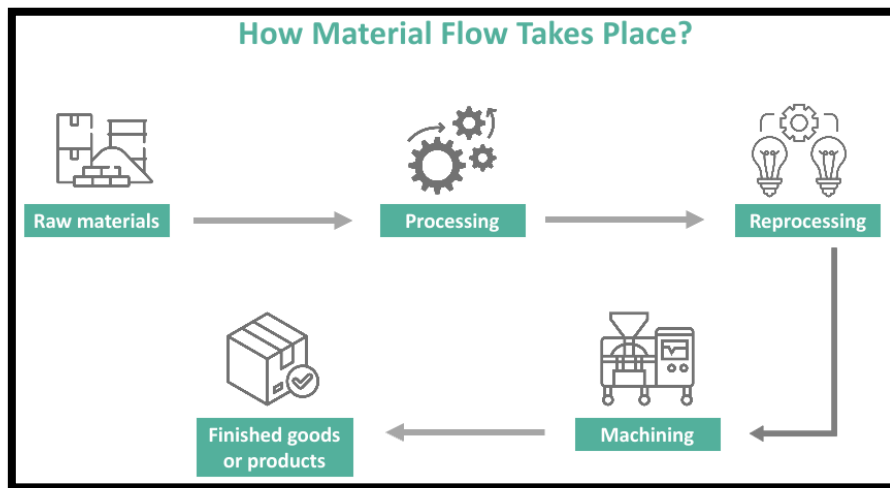 How Material Flow Takes Place?
Raw materials
Processing
Reprocessing
Machining
Finished goods
or products